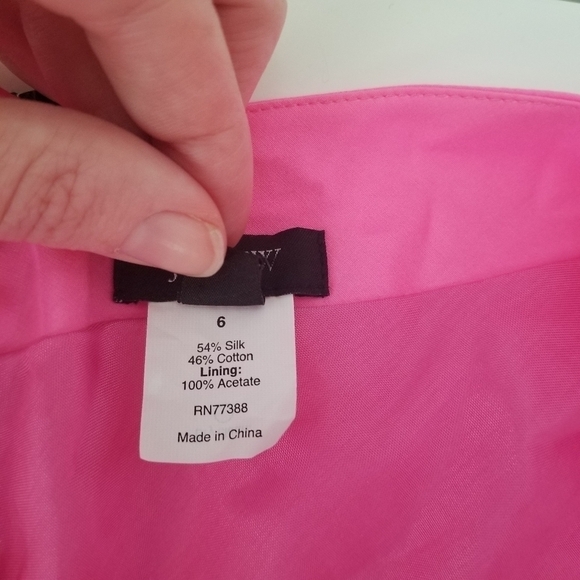 6
54% Silk
46% Cotton
Lining:
100% Acetate
RN77388
Made in China